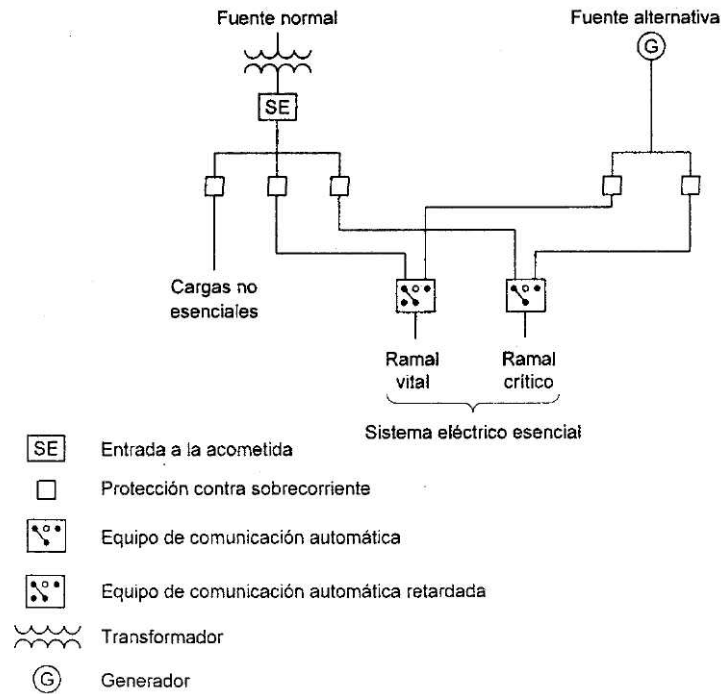 Fuente normal
Fuente alternativa
G
SE
Cargas no
esenciales
Ramal
vital
Ramal
crítico
Sistema eléctrico esencial
SE Entrada a la acometida
Protección contra sobrecorriente
Equipo de comunicación automática
Equipo de comunicación automática retardada
Transformador
G Generador